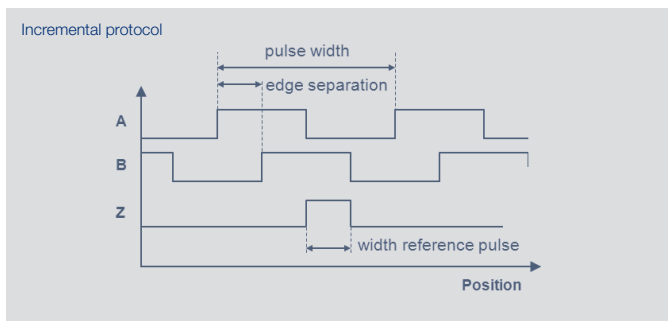 Incremental protocol
pulse width
edge separation
A
B
Z
width reference pulse
Position